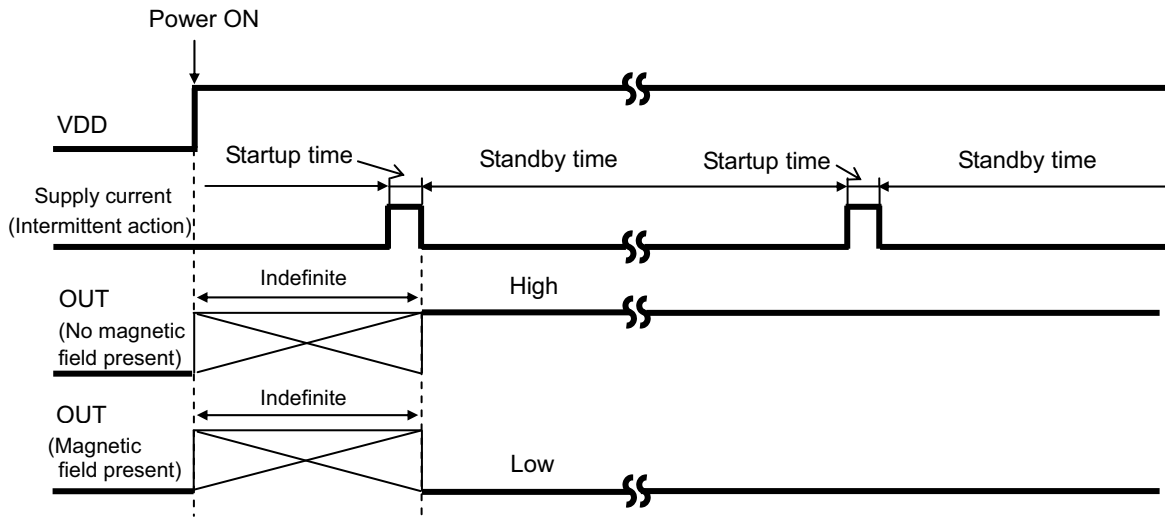 Power ON
VDD
Startup time
Standby time
Startup time
Standby time
Supply current
(Intermittent action)
Indefinite
High
OUT
(No magnetic
field present)
Indefinite
OUT
(Magnetic
field present)
Low